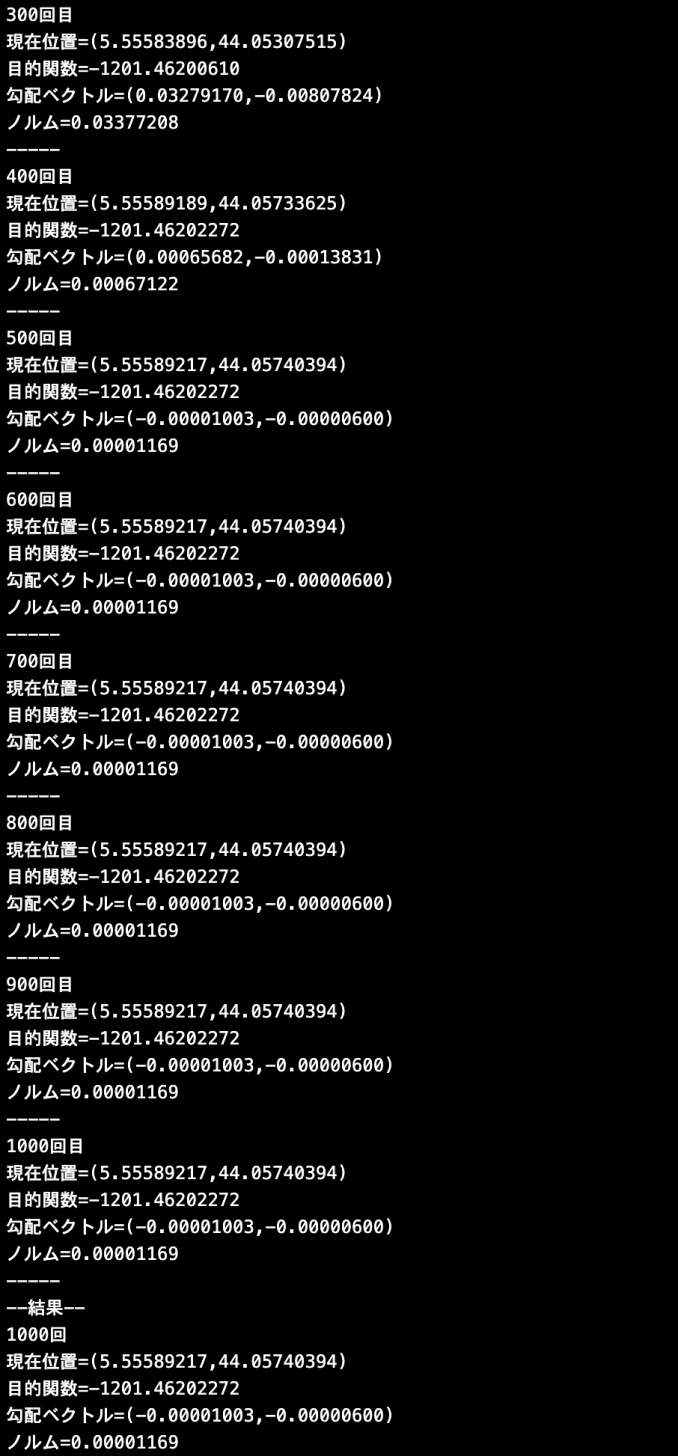 300回目
現在位置=(5.55583896,44.05307515)
目的関数=-1201.46200610
勾配ベクトル=(0.03279170,-0.00807824)
ノルム=0.03377208
-----
400回目
現在位置=(5.55589189,44.05733625)
目的関数=-1201.46202272
勾配ベクトル=(0.00065682,-0.00013831)
ノルム=0.00067122
-----
500回目
現在位置=(5.55589217,44.05740394)
目的関数=-1201.46202272
勾配ベクトル=(-0.00001003,-0.00000600)
ノルム=0.00001169
-----
600回目
現在位置=(5.55589217,44.05740394)
目的関数=-1201.46202272
勾配ベクトル=(-0.00001003,-0.00000600)
ノルム=0.00001169
-----
700回目
現在位置=(5.55589217,44.05740394)
目的関数=-1201.46202272
勾配ベクトル=(-0.00001003,-0.00000600)
ノルム=0.00001169
-----
800回目
現在位置=(5.55589217,44.05740394)
目的関数=-1201.46202272
勾配ベクトル=(-0.00001003,-0.00000600)
ノルム=0.00001169
-----
900回目
現在位置=(5.55589217,44.05740394)
目的関数=-1201.46202272
勾配ベクトル=(-0.00001003,-0.00000600)
ノルム=0.00001169
-----
1000回目
現在位置=(5.55589217,44.05740394)
目的関数=-1201.46202272
勾配ベクトル=(-0.00001003,-0.00000600)
ノルム=0.00001169
-----
--結果--
1000回
現在位置=(5.55589217,44.05740394)
目的関数=-1201.46202272
勾配ベクトル=(-0.00001003,-0.00000600)
ノルム=0.00001169